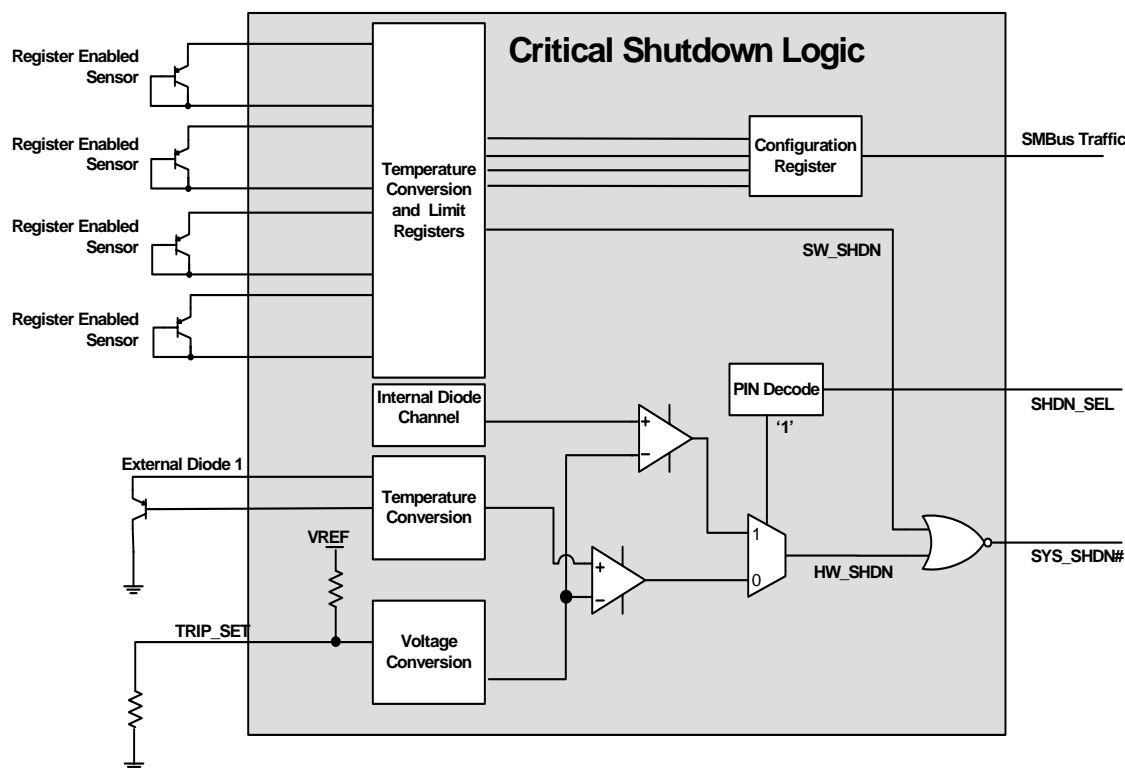 Critical Shutdown Logic
Register Enabled
Sensor
Register Enabled
Sensor
Register Enabled
Sensor
Register Enabled
Sensor
Temperature
Conversion
and Limit
Registers
Configuration
Register
SMBus Traffic
SW_SHDN
Internal Diode
Channel
PIN Decode
SHDN_SEL
‘1’
+
−
External Diode 1
Temperature
Conversion
VREF
+
−
1
0
HW_SHDN
SYS_SHDN#
TRIP_SET
Voltage
Conversion